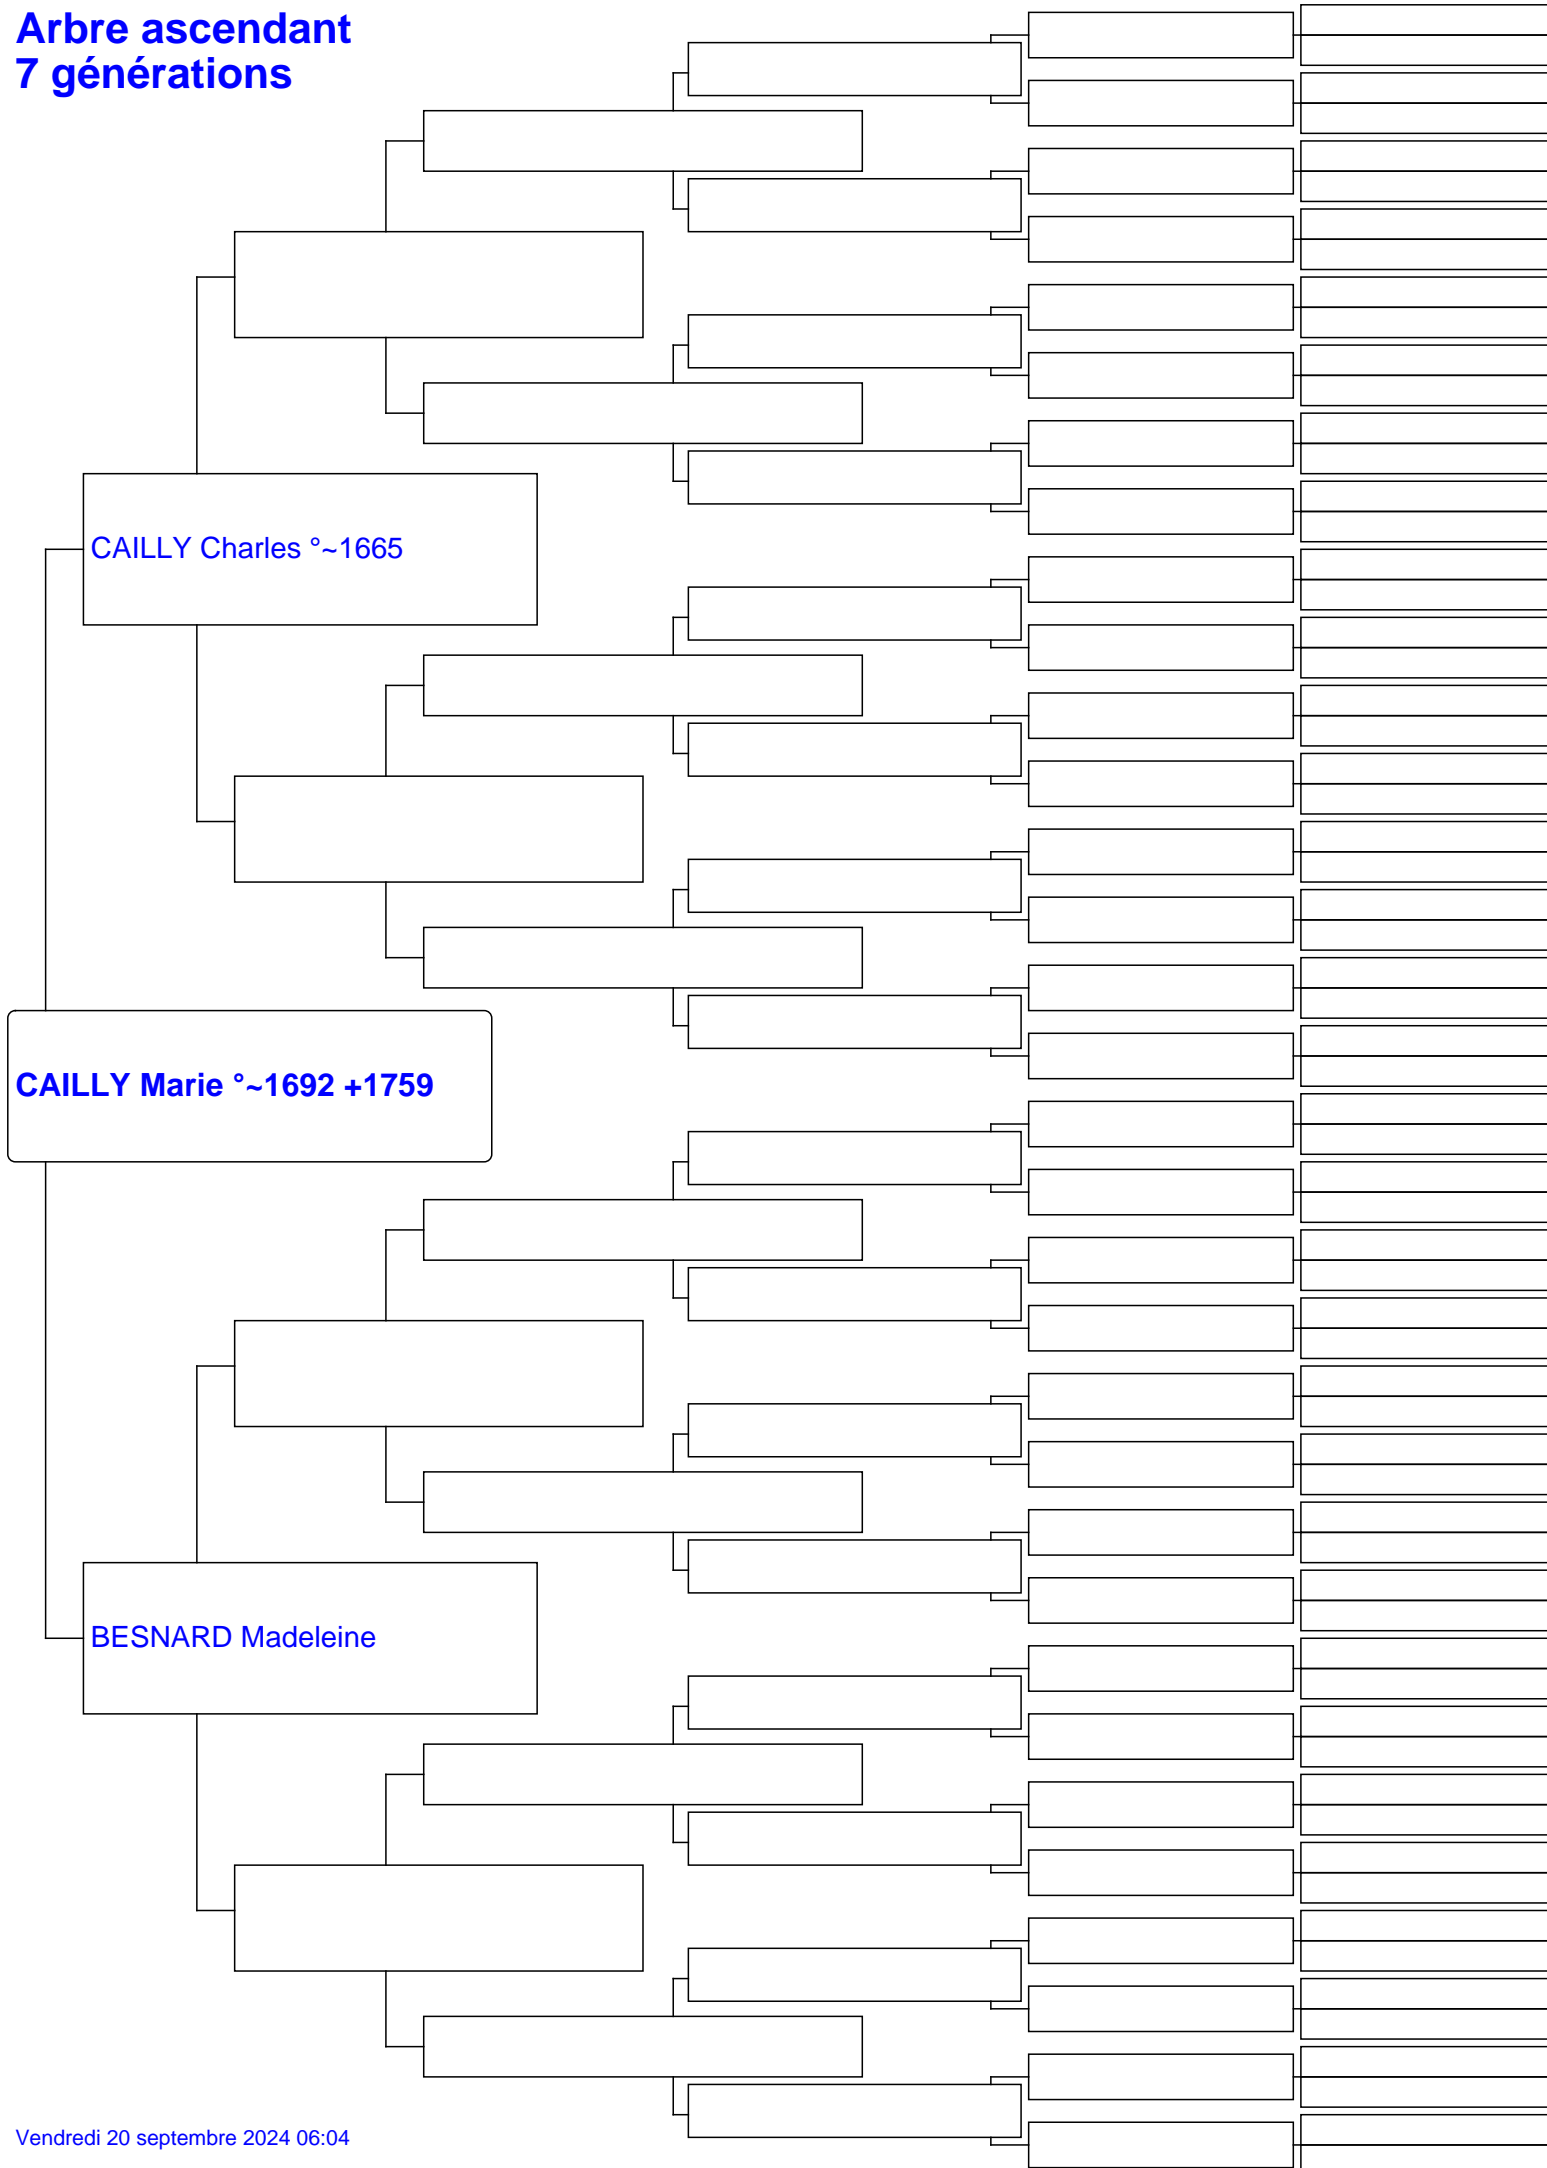 Arbre ascendant
7 générations
CAILLY Charles °~1665
CAILLY Marie °~1692 +1759
BESNARD Madeleine
Vendredi 20 septembre 2024 06:04